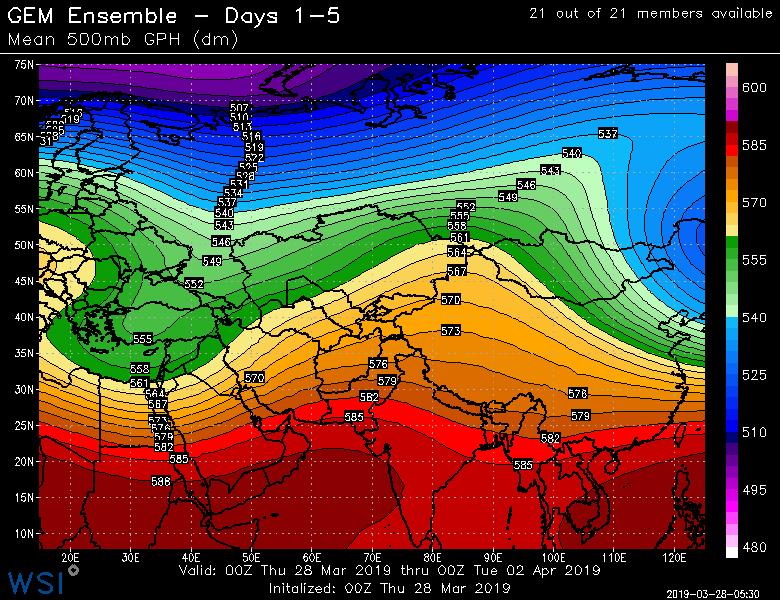 GEM Ensemble – Days 1–5
21 out of 21 members available
Mean 500mb GPH (dm)
75N
70N
65N
60N
55N
50N
45N
40N
35N
30N
25N
20N
15N
10N
507
510
513
516
519
522
525
528
531
534
537
540
543
546
549
552
519
537
540
543
546
549
552
555
558
561
564
567
570
573
576
579
582
585
555
558
561
564
567
573
576
579
582
585
588
570
576
579
582
585
600
585
570
555
540
525
510
495
480
20E
30E
40E
50E
60E
70E
80E
90E
100E
110E
120E
Valid: 00Z Thu 28 Mar 2019 thru 00Z Tue 02 Apr 2019
Initalized: 00Z Thu 28 Mar 2019
WSI
2019-03-28-05:30